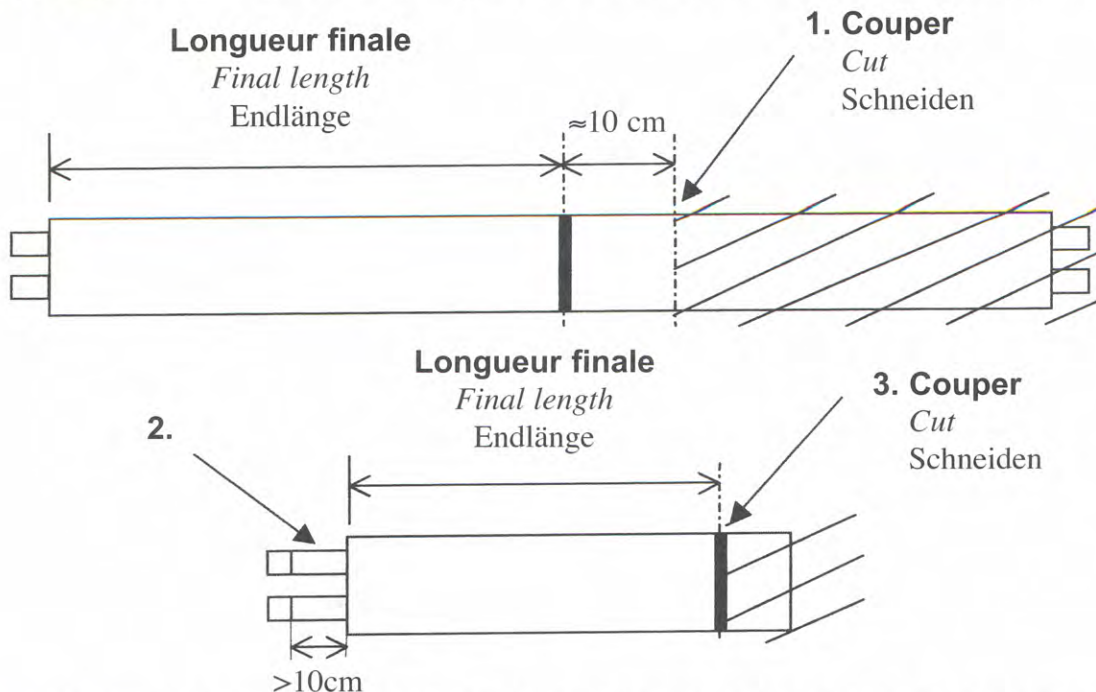 Longueur finale
Final length
Endlänge
1. Couper
Cut
Schneiden
≈10 cm
Longueur finale
Final length
Endlänge
3. Couper
Cut
Schneiden
2.
>10cm